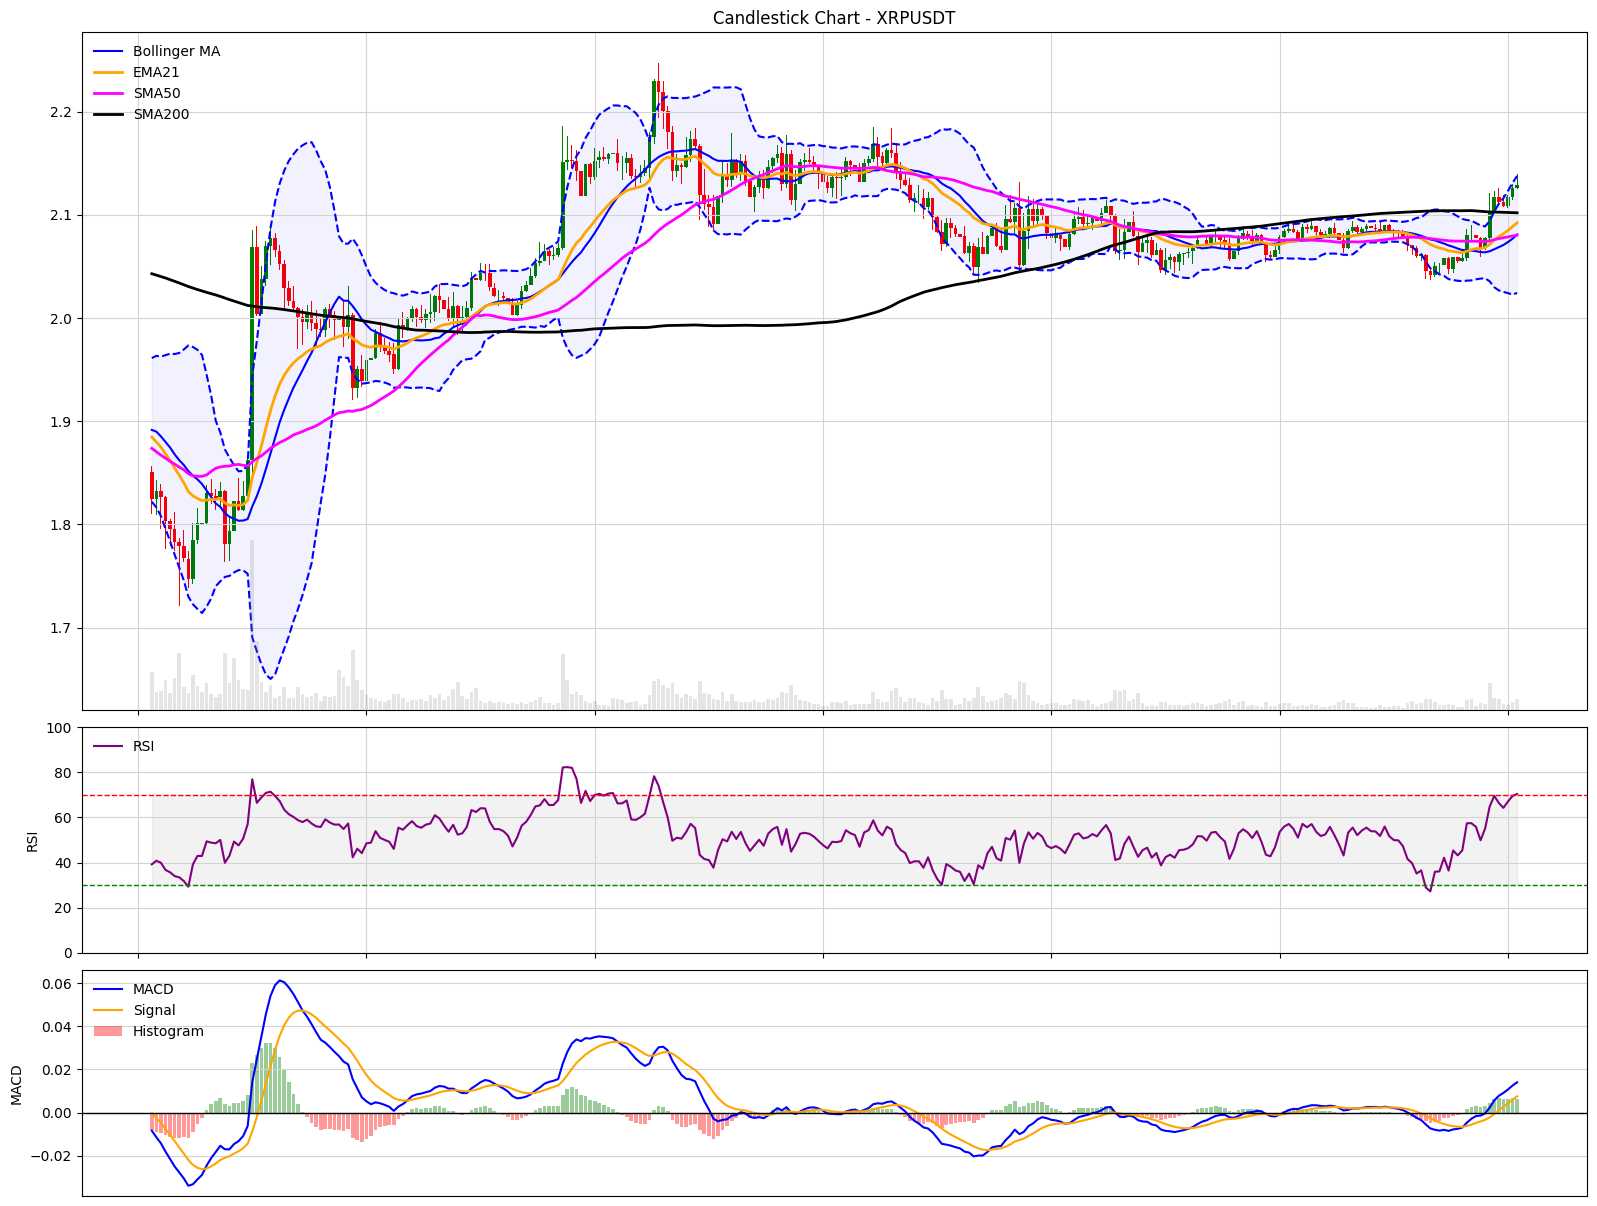 Candlestick Chart - XRPUSDT
Bollinger MA
EMA21
SMA50
SMA200
2.2
2.1
2.0
1.9
1.8
1.7
RSI
100
80
60
40
20
0
RSI
MACD
Signal
Histogram
0.06
0.04
0.02
0.00
−0.02
MACD